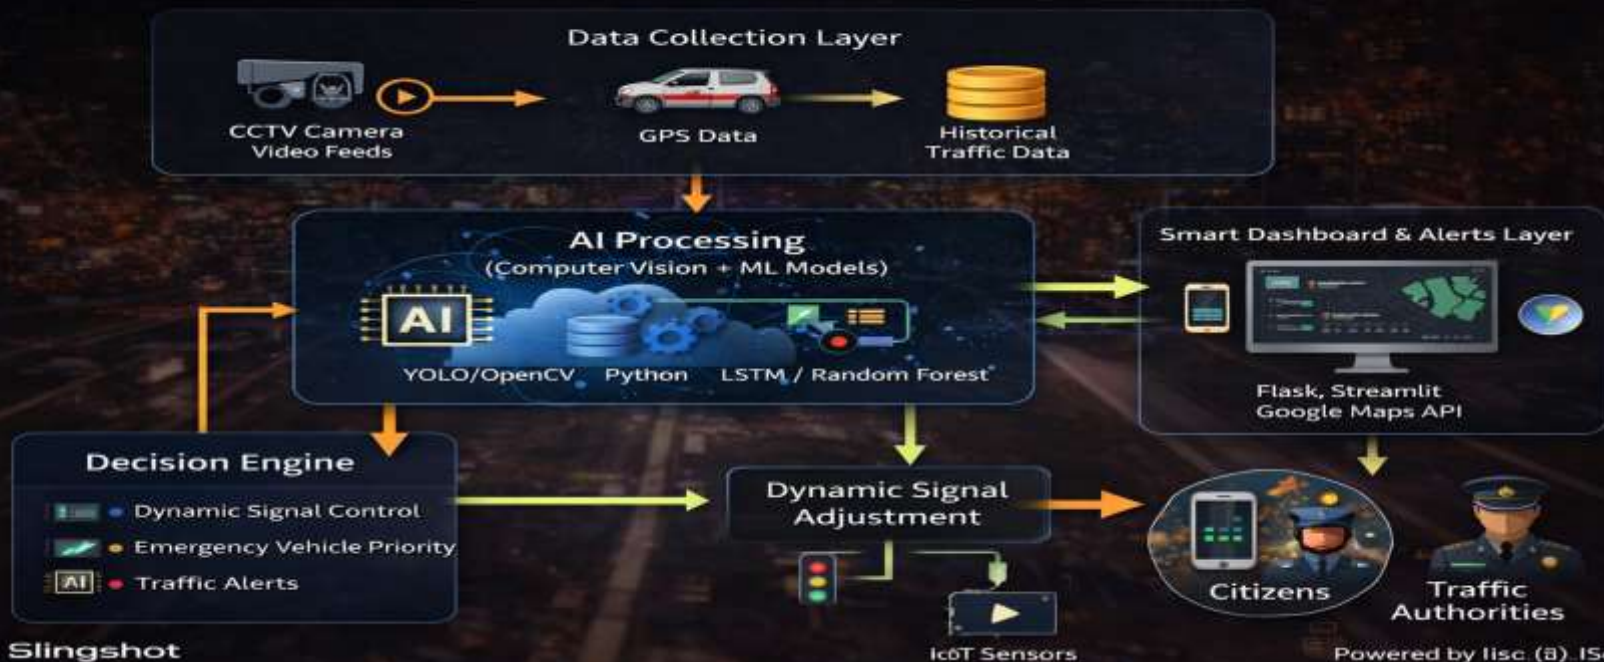 Data Collection Layer
CCTV Camera
Video Feeds
GPS Data
Historical
Traffic Data
AI Processing
(Computer Vision + ML Models)
AI
YOLO/OpenCV Python LSTM / Random Forest
Smart Dashboard & Alerts Layer
Flask, Streamlit
Google Maps API
Decision Engine
Dynamic Signal Control
Emergency Vehicle Priority
AI Traffic Alerts
Dynamic Signal
Adjustment
IcoT Sensors
Citizens
Traffic
Authorities
Slingshot
Powered by